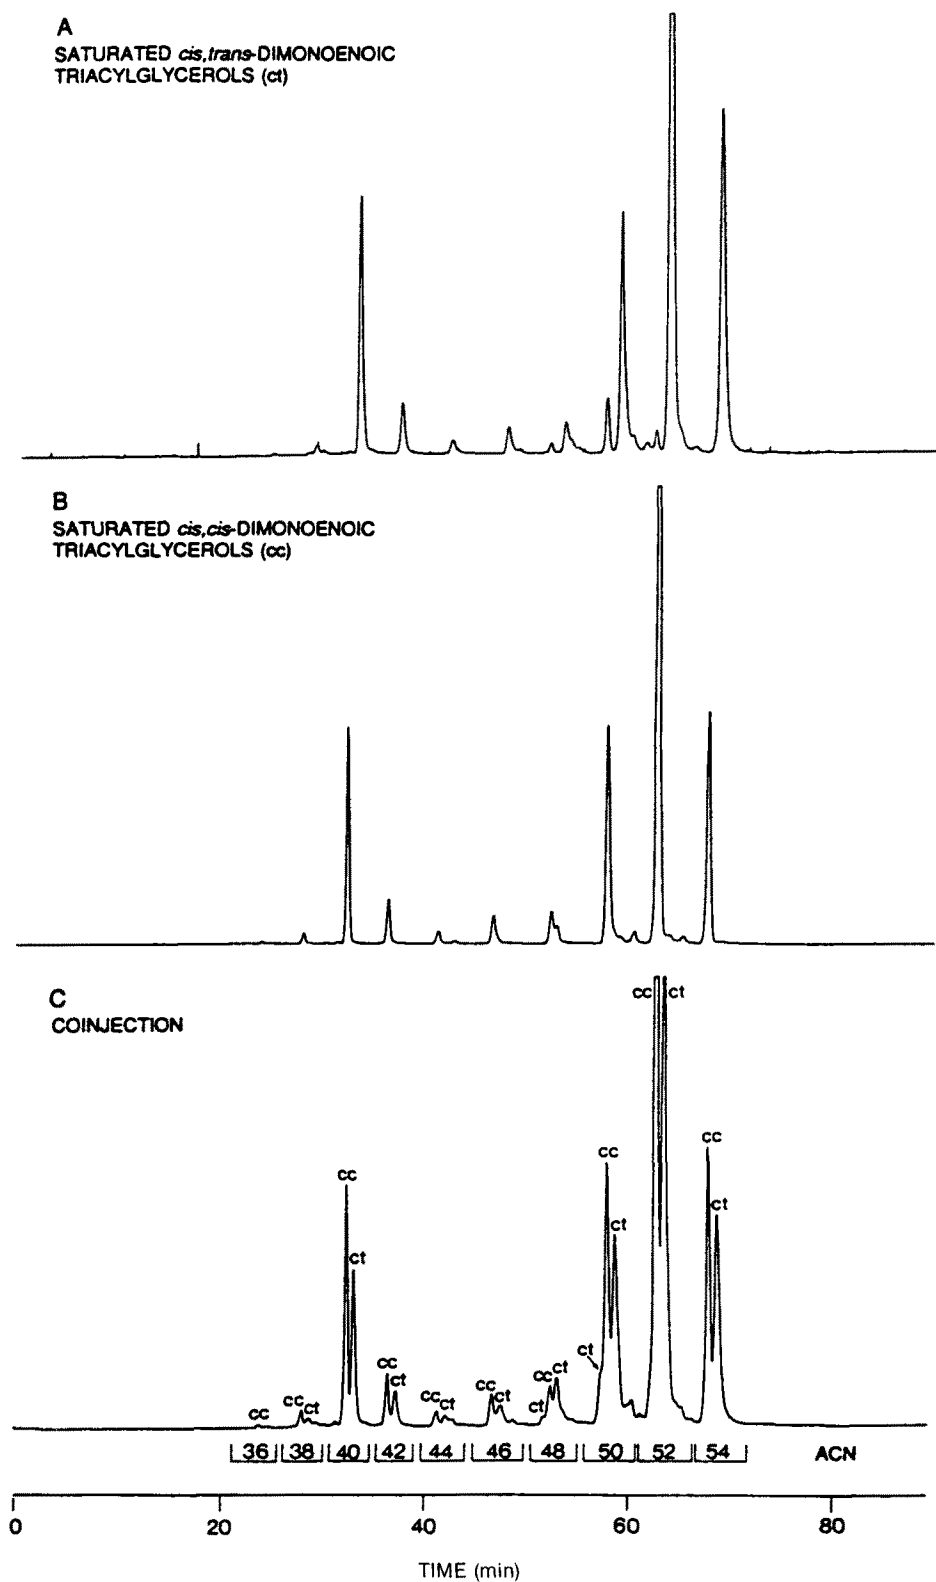 A
SATURATED cis,trans-DIMONOENOIC
TRIACYLGLYCEROLS (ct)
B
SATURATED cis,cis-DIMONOENOIC
TRIACYLGLYCEROLS (cc)
C
COINJECTION
cc ct
cc
cc
cc
ct
ct
ct
ct
cc
ct
cc
ct
cc ct
cc ct
cc ct
cc
cc ct
ct
36 38 40 42 44 46 48 50 52 54 ACN
0 20 40 60 80
TIME (min)